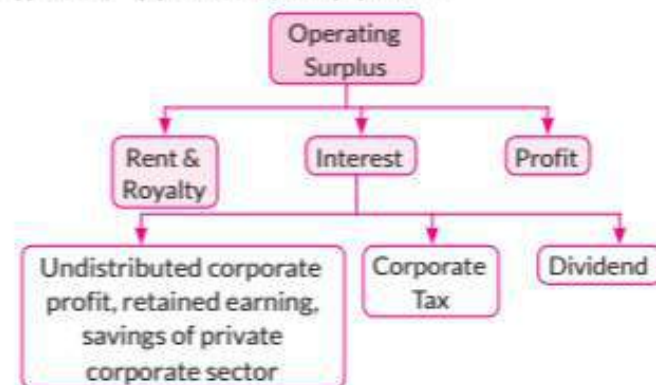 Operating
Surplus
Rent &
Royalty
Interest
Profit
Undistributed corporate
profit, retained earning,
savings of private
corporate sector
Corporate
Tax
Dividend